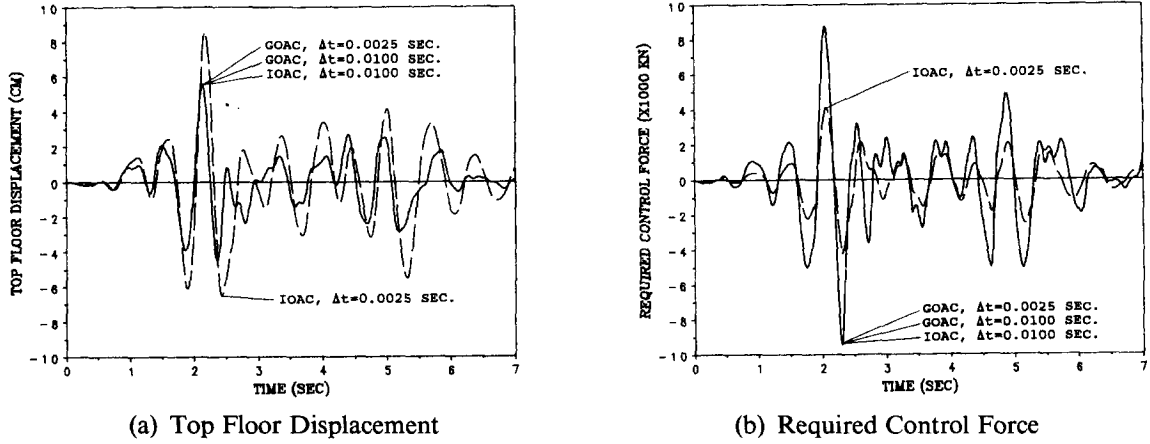 TOP FLOOR DISPLACEMENT (CM)
10
8
6
4
2
0
-2
-4
-6
-8
-10
GOAC, Δt=0.0025 SEC.
GOAC, Δt=0.0100 SEC.
IOAC, Δt=0.0100 SEC.
IOAC, Δt=0.0025 SEC.
0 1 2 3 4 5 6 7
TIME (SEC)
(a) Top Floor Displacement
REQUIRED CONTROL FORCE (X1000 KN)
10
8
6
4
2
0
-2
-4
-6
-8
-10
IOAC, Δt=0.0025 SEC.
GOAC, Δt=0.0025 SEC.
GOAC, Δt=0.0100 SEC.
IOAC, Δt=0.0100 SEC.
0 1 2 3 4 5 6 7
TIME (SEC)
(b) Required Control Force